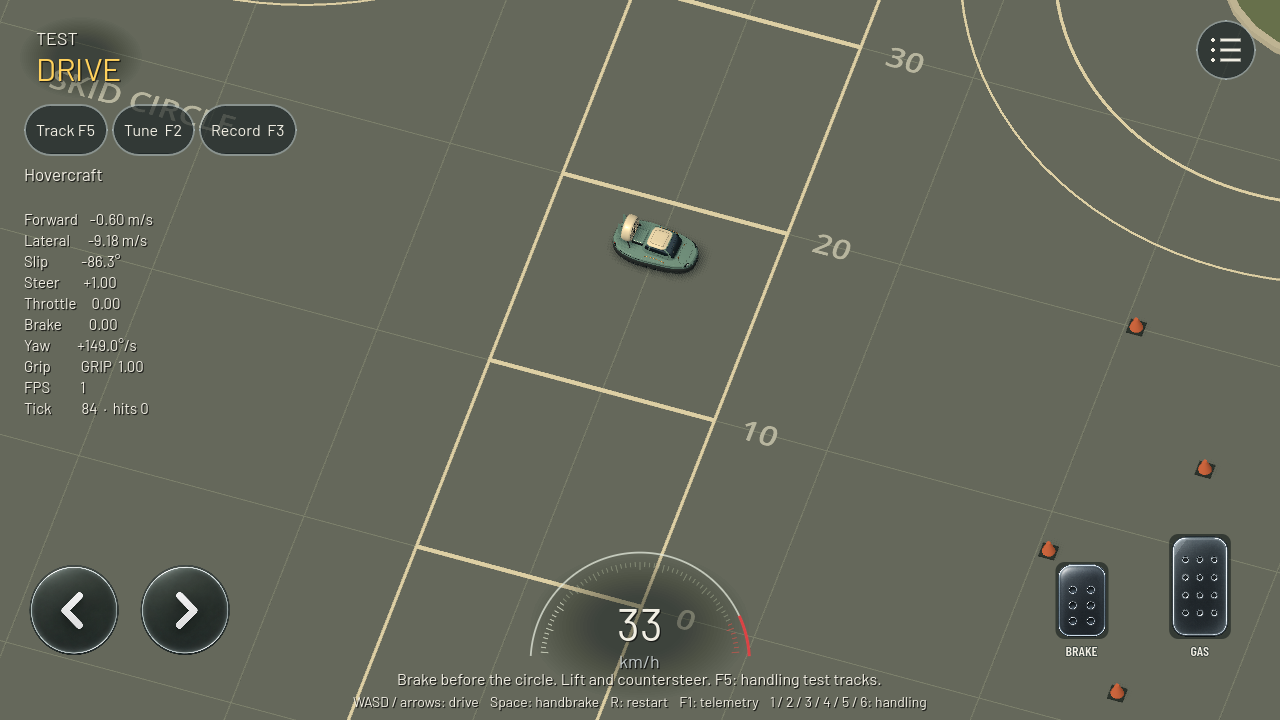 TEST
DRIVE
SKID CIRCLE
Track F5
Tune F2
Record F3
Hovercraft
Forward -0.60 m/s
Lateral -9.18 m/s
Slip -86.3°
Steer +1.00
Throttle 0.00
Brake 0.00
Yaw +149.0°/s
Grip GRIP 1.00
FPS 1
Tick 84 · hits 0
30
20
10
0
33
km/h
BRAKE
GAS
Brake before the circle. Lift and countersteer. F5: handling test tracks.
WASD / arrows: drive Space: handbrake R: restart F1: telemetry 1 / 2 / 3 / 4 / 5 / 6: handling